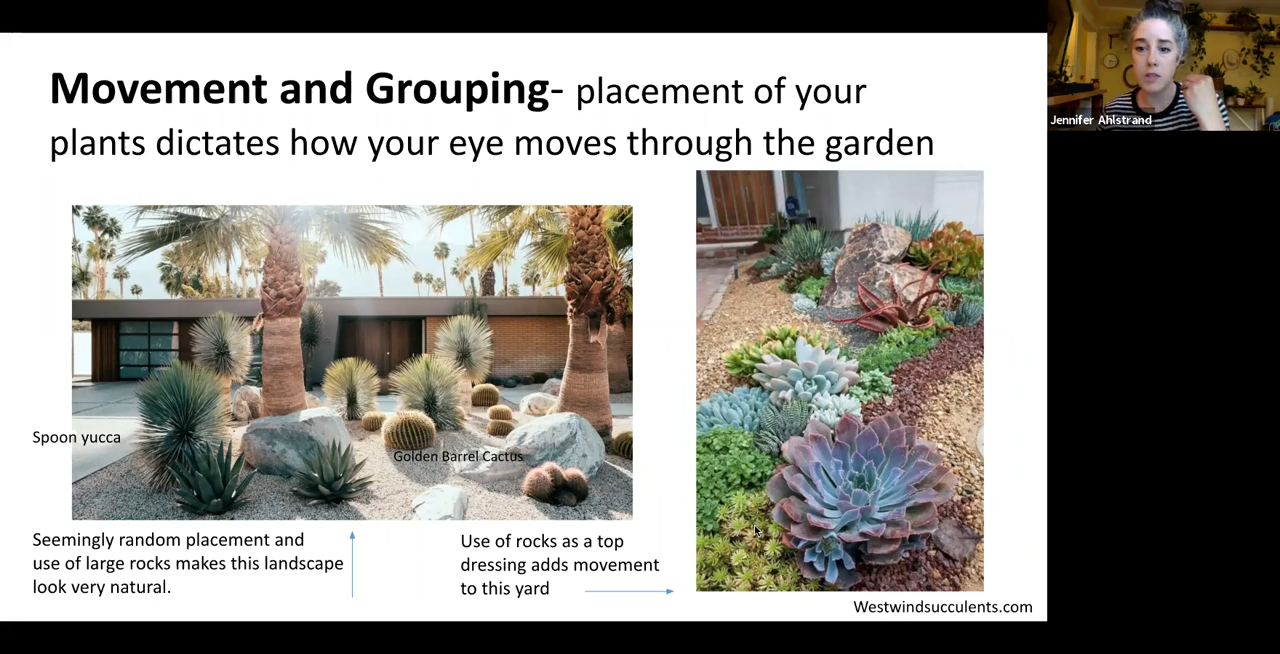 Movement and Grouping- placement of your
plants dictates how your eye moves through the garden
Spoon yucca
Golden Barrel Cactus
Seemingly random placement and
use of large rocks makes this landscape
look very natural.
Use of rocks as a top
dressing adds movement
to this yard
Westwindsucculents.com
Jennifer Ahlstrand